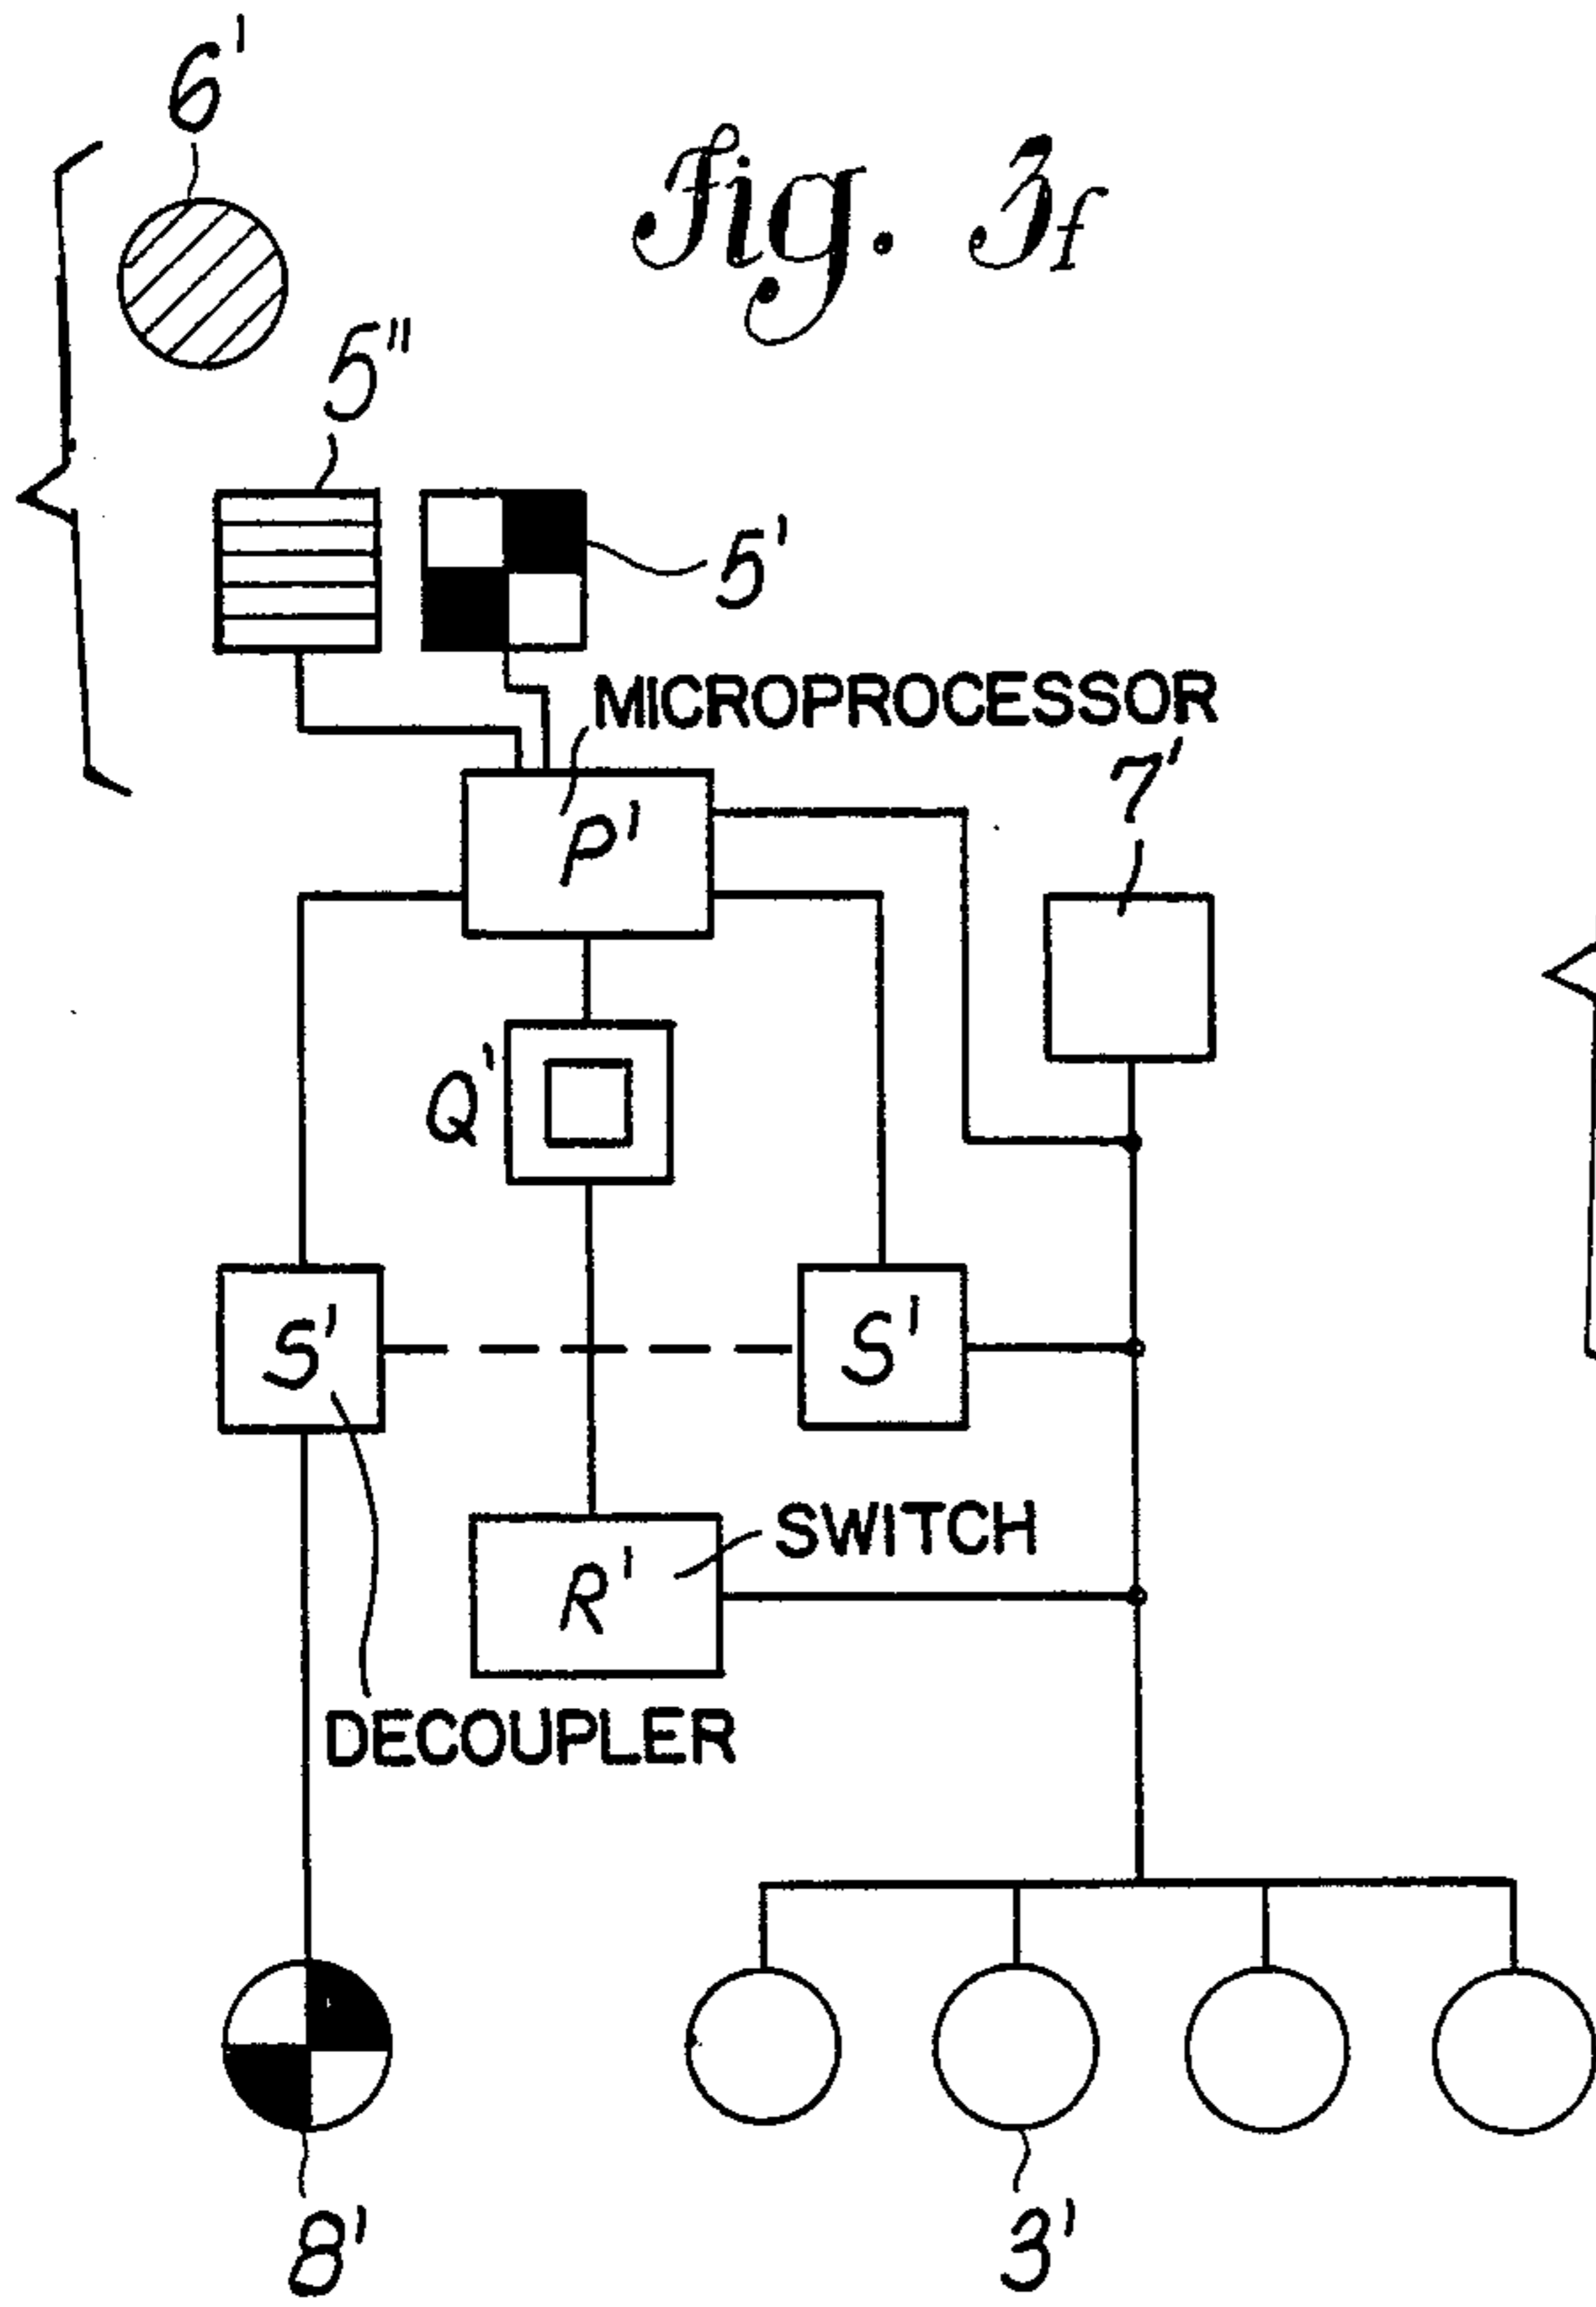 6'
Fig. 3f
5"
5'
MICROPROCESSOR
P'
7'
Q'
S'
S'
SWITCH
R'
DECOUPLER
8'
3'